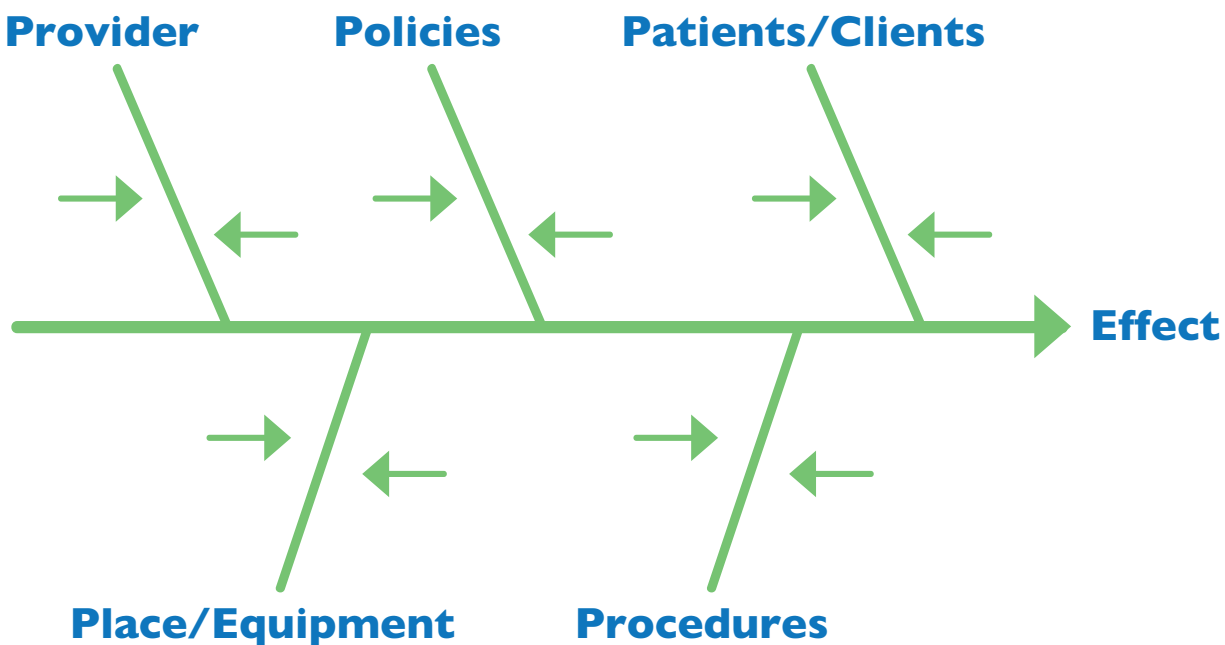 Provider Policies Patients/Clients
Effect
Place/Equipment Procedures